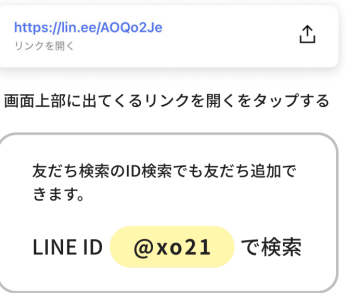 https://lin.ee/AOQo2Je
リンクを開く
画面上部に出てくるリンクを開くをタップする
友だち検索のID検索でも友だち追加で
きます。
LINE ID @xo21 で検索